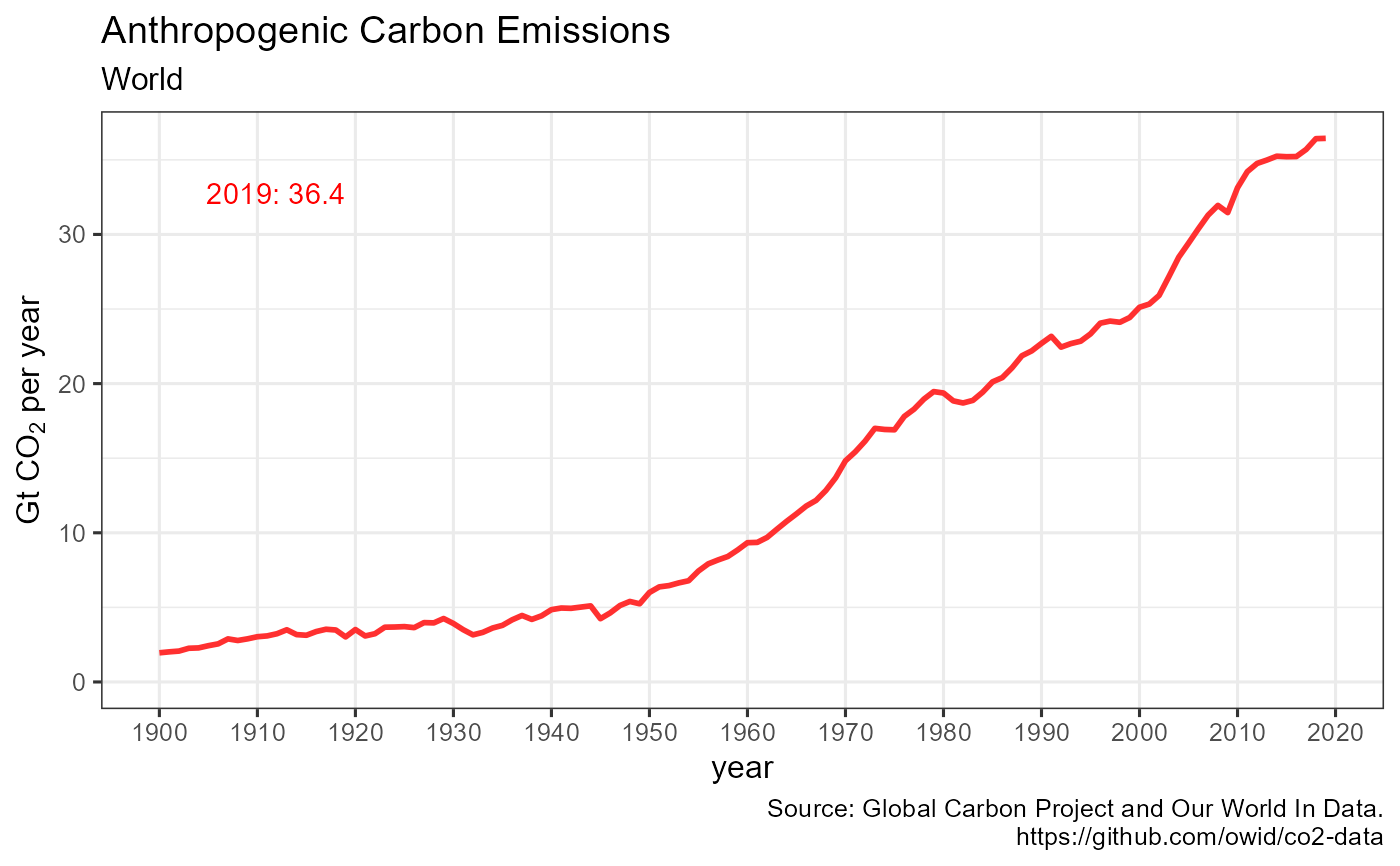 Anthropogenic Carbon Emissions
World
2019: 36.4
30
20
10
0
Gt CO₂ per year
1900 1910 1920 1930 1940 1950 1960 1970 1980 1990 2000 2010 2020
year
Source: Global Carbon Project and Our World In Data.
https://github.com/owid/co2-data